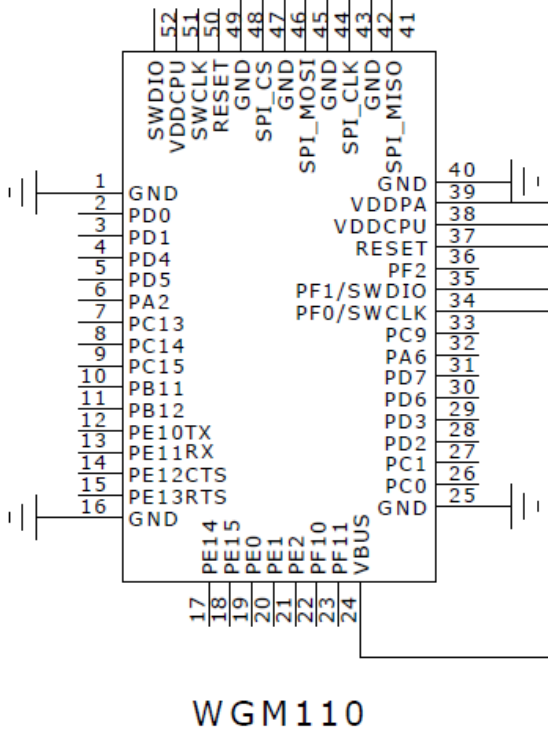 52 51 50 49 48 47 46 45 44 43 42 41
SWDIO VDDCPU SWCLK RESET GND SPI_CS GND SPI_MOSI GND SPI_CLK GND SPI_MISO
1 GND
2 PD0
3 PD1
4 PD4
5 PD5
6 PA2
7 PC13
8 PC14
9 PC15
10 PB11
11 PB12
12 PE10TX
13 PE11RX
14 PE12CTS
15 PE13RTS
16 GND
GND 40
VDDPA 39
VDDCPU 38
RESET 37
PF2 36
PF1/SWDIO 35
PF0/SWCLK 34
PC9 33
PA6 32
PD7 31
PD6 30
PD3 29
PD2 28
PC1 27
PC0 26
GND 25
PE14 PE15 PE0 PE1 PE2 PF10 PF11 VBUS
17 18 19 20 21 22 23 24
WGM110